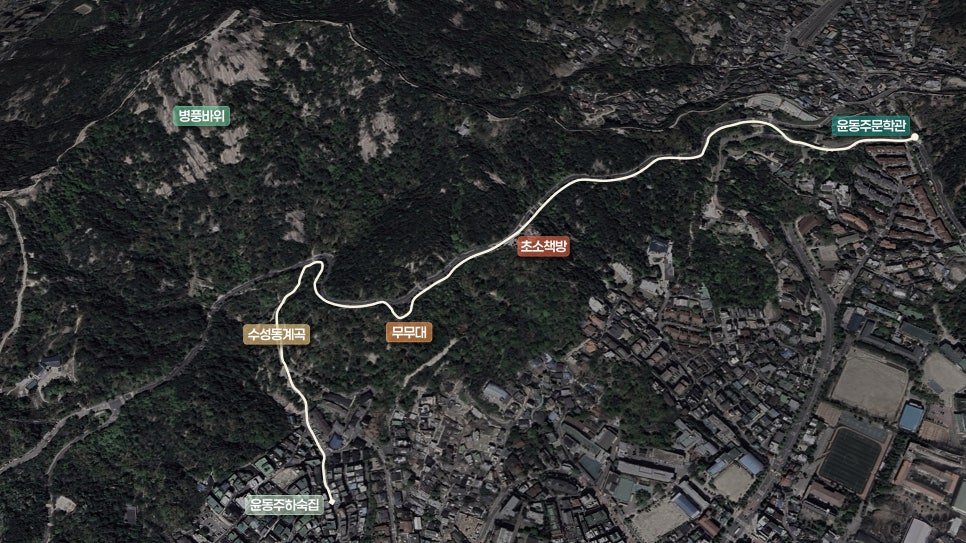 병풍바위
윤동주문학관
초소책방
수성동계곡
무무대
윤동주하숙집